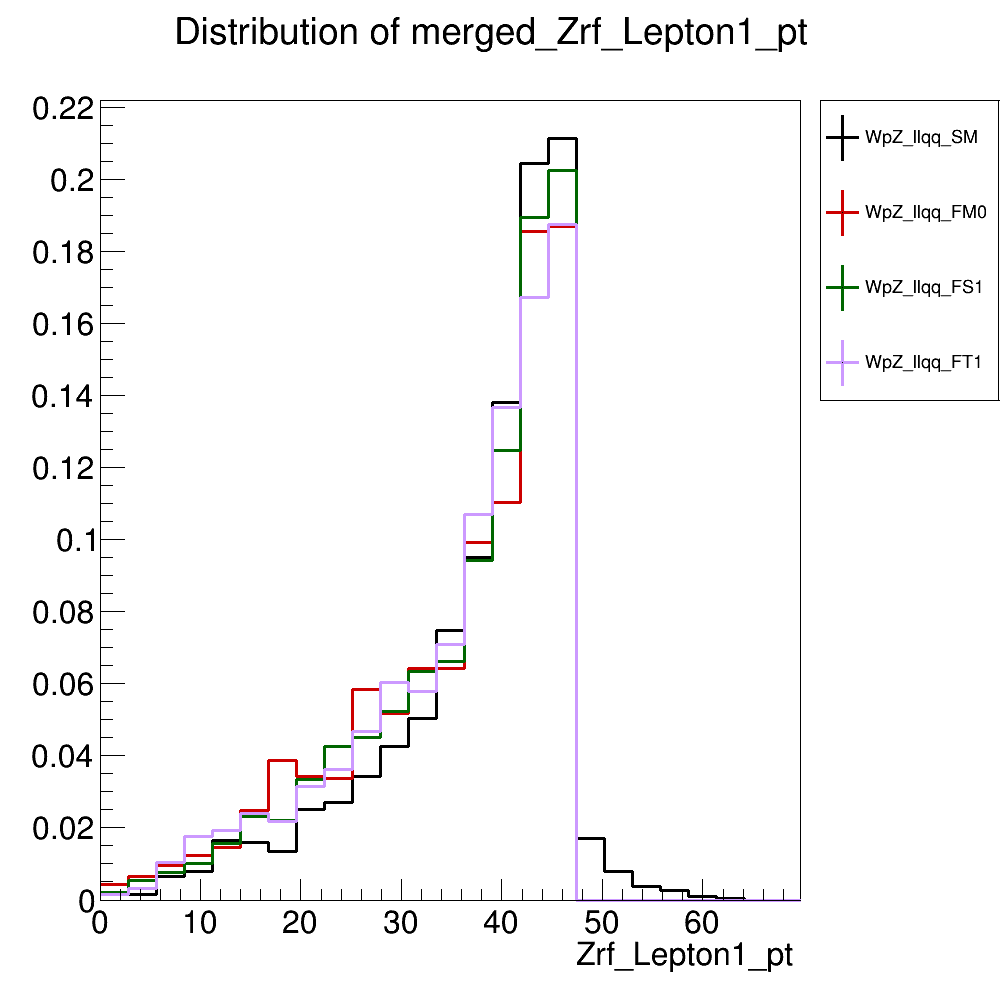 Distribution of merged_Zrf_Lepton1_pt
0.22
0.2
0.18
0.16
0.14
0.12
0.1
0.08
0.06
0.04
0.02
0
0 10 20 30 40 50 60
Zrf_Lepton1_pt
WpZ_llqq_SM
WpZ_llqq_FM0
WpZ_llqq_FS1
WpZ_llqq_FT1